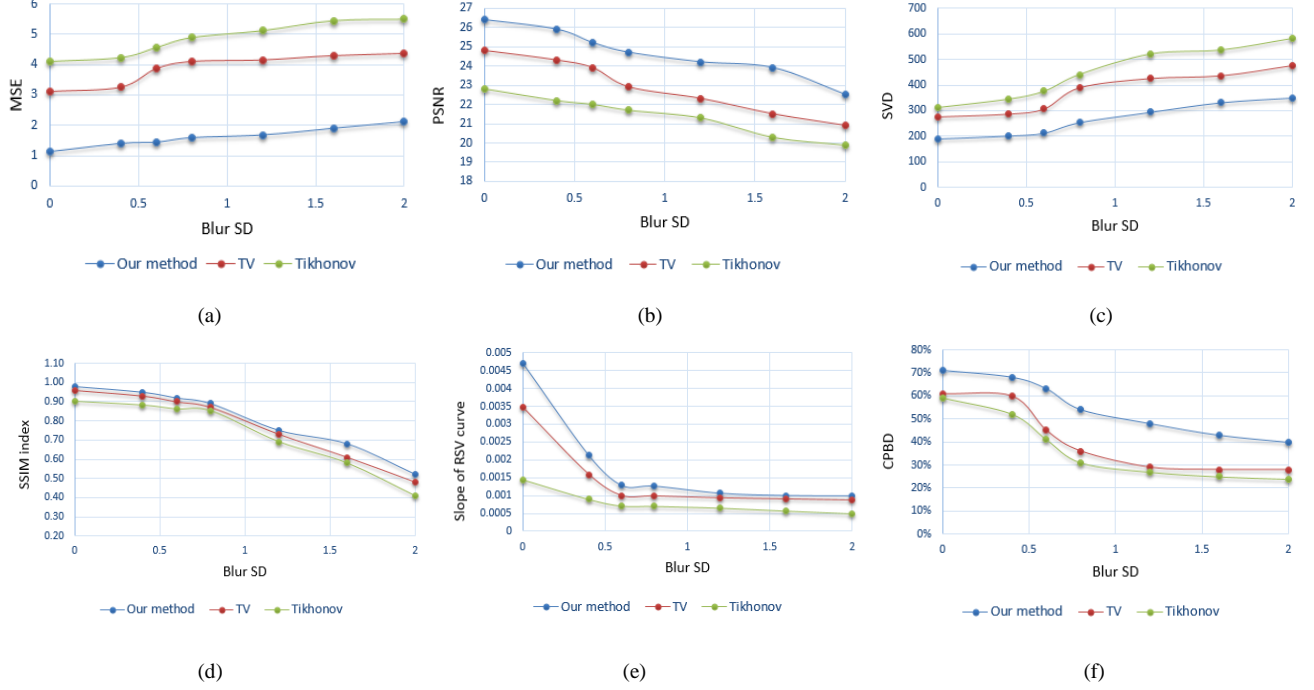 6
5
4
3
2
1
0
MSE
0 0.5 1 1.5 2
Blur SD
Our method TV Tikhonov
(a)
27
26
25
24
23
22
21
20
19
18
PSNR
0 0.5 1 1.5 2
Blur SD
Our method TV Tikhonov
(b)
700
600
500
400
300
200
100
0
SVD
0 0.5 1 1.5 2
Blur SD
Our method TV Tikhonov
(c)
1.10
1.00
0.90
0.80
0.70
0.60
0.50
0.40
0.30
0.20
SSIM index
0 0.5 1 1.5 2
Blur SD
Our method TV Tikhonov
(d)
0.005
0.0045
0.004
0.0035
0.003
0.0025
0.002
0.0015
0.001
0.0005
0
Slope of RSV curve
0 0.5 1 1.5 2
Blur SD
Our method TV Tikhonov
(e)
80%
70%
60%
50%
40%
30%
20%
10%
0%
CPBD
0 0.5 1 1.5 2
Blur SD
Our method TV Tikhonov
(f)